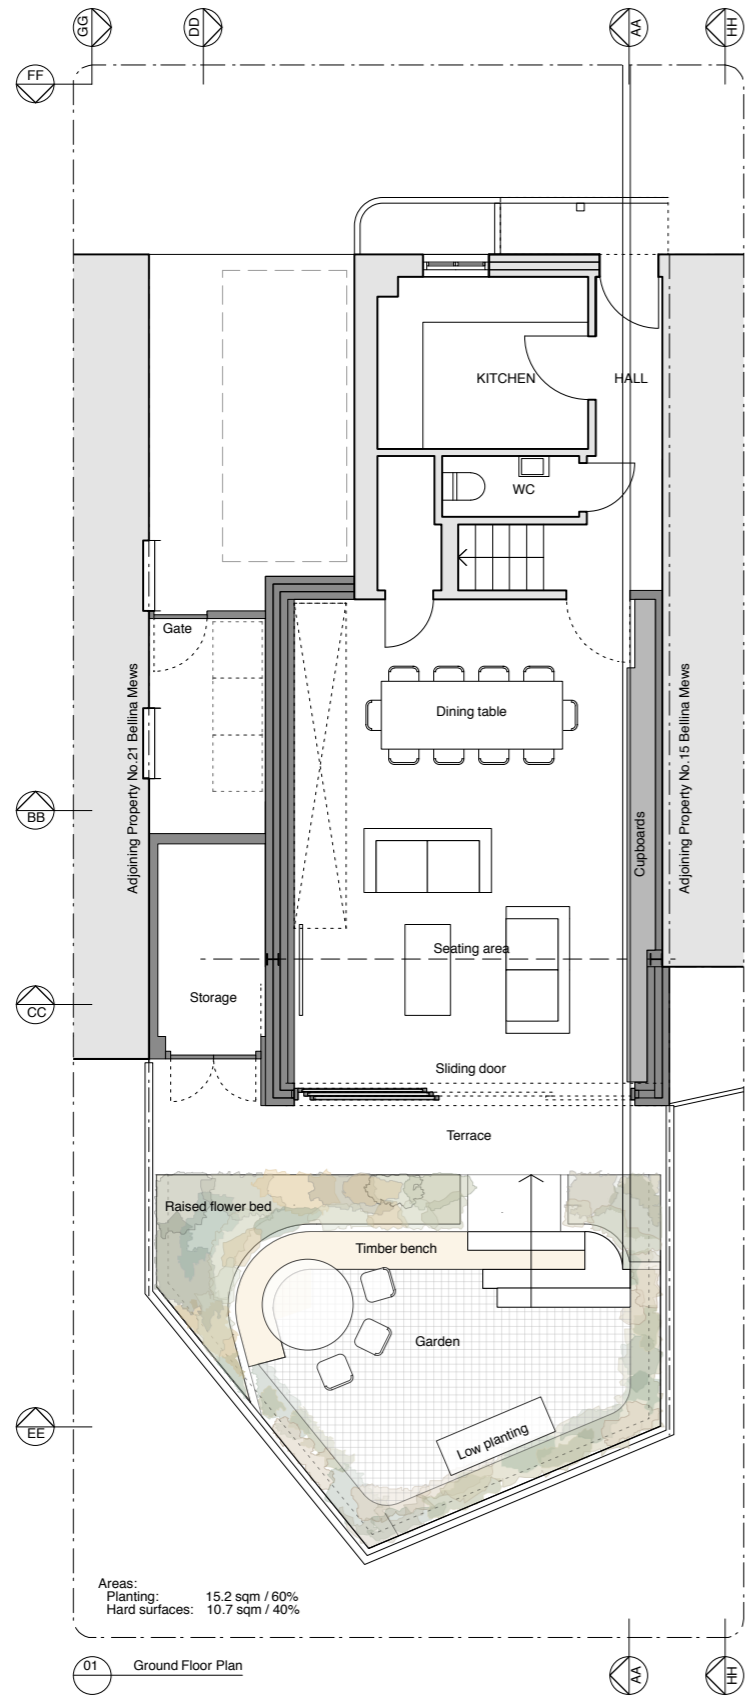 GG
DD
AA
HH
FF
KITCHEN
HALL
WC
Gate
Adjoining Property No.21 Bellina Mews
Adjoining Property No.15 Bellina Mews
Dining table
BB
Cupboards
Seating area
Storage
CC
Sliding door
Terrace
Raised flower bed
Timber bench
Garden
EE
Low planting
Areas:
Planting: 15.2 sqm / 60%
Hard surfaces: 10.7 sqm / 40%
01 Ground Floor Plan
AA
HH